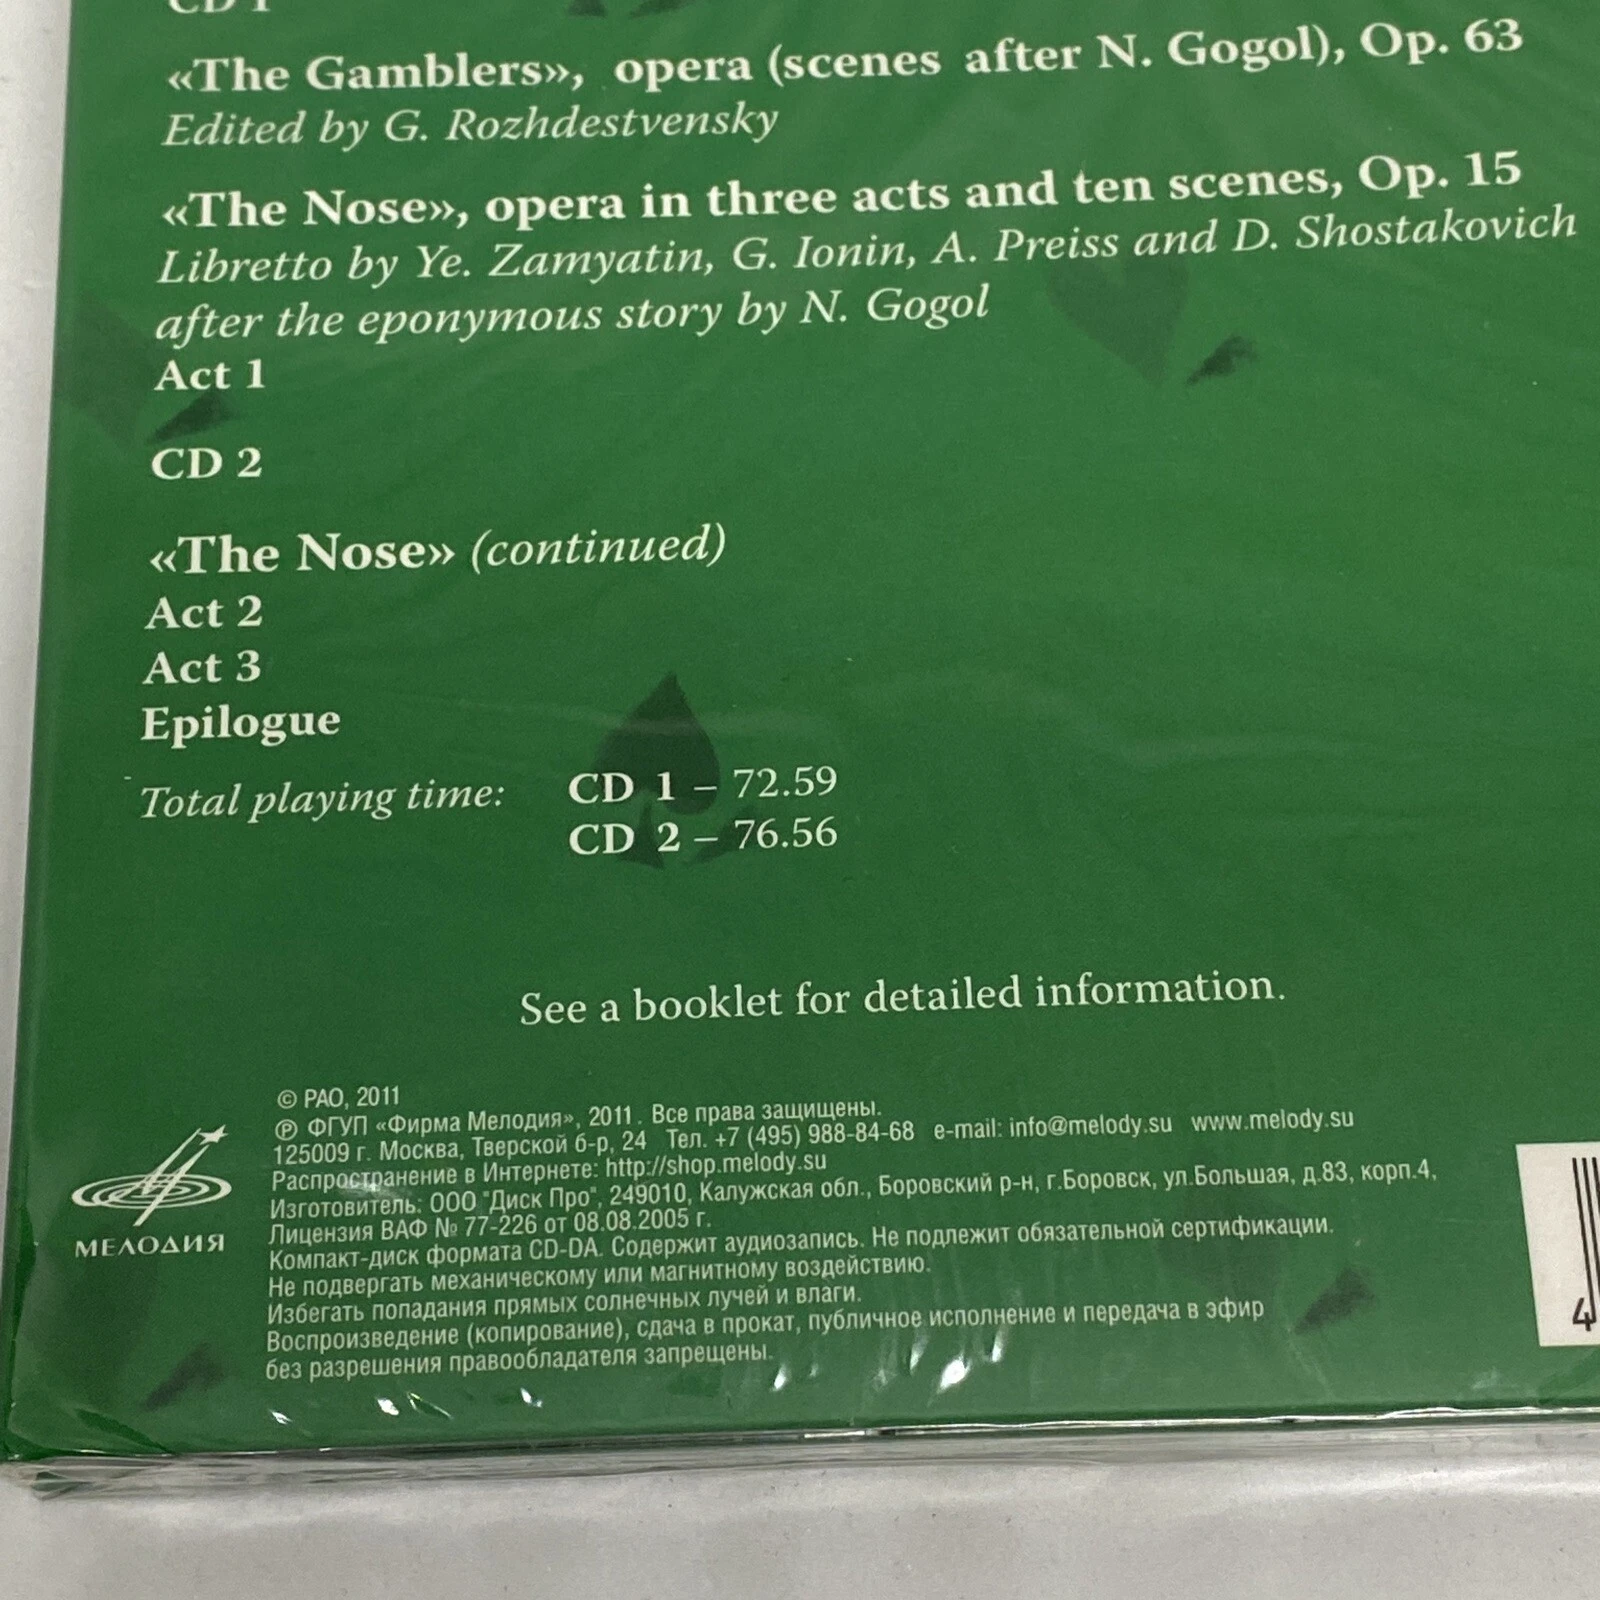 CD 1
«The Gamblers», opera (scenes after N. Gogol), Op. 63
Edited by G. Rozhdestvensky
«The Nose», opera in three acts and ten scenes, Op. 15
Libretto by Ye. Zamyatin, G. Ionin, A. Preiss and D. Shostakovich
after the eponymous story by N. Gogol
Act 1
CD 2
«The Nose» (continued)
Act 2
Act 3
Epilogue
Total playing time: CD 1 – 72.59
CD 2 – 76.56
See a booklet for detailed information.
© РАО, 2011
℗ ФГУП «Фирма Мелодия», 2011. Все права защищены.
125009 г. Москва, Тверской б-р, 24 Тел. +7 (495) 988-84-68 e-mail: info@melody.su www.melody.su
Распространение в Интернете: http://shop.melody.su
Изготовитель: ООО "Диск Про", 249010, Калужская обл., Боровский р-н, г.Боровск, ул.Большая, д.83, корп.4,
Лицензия ВАФ № 77-226 от 08.08.2005 г.
Компакт-диск формата CD-DA. Содержит аудиозапись. Не подлежит обязательной сертификации.
Не подвергать механическому или магнитному воздействию.
Избегать попадания прямых солнечных лучей и влаги.
Воспроизведение (копирование), сдача в прокат, публичное исполнение и передача в эфир
без разрешения правообладателя запрещены.
МЕЛОДИЯ
4